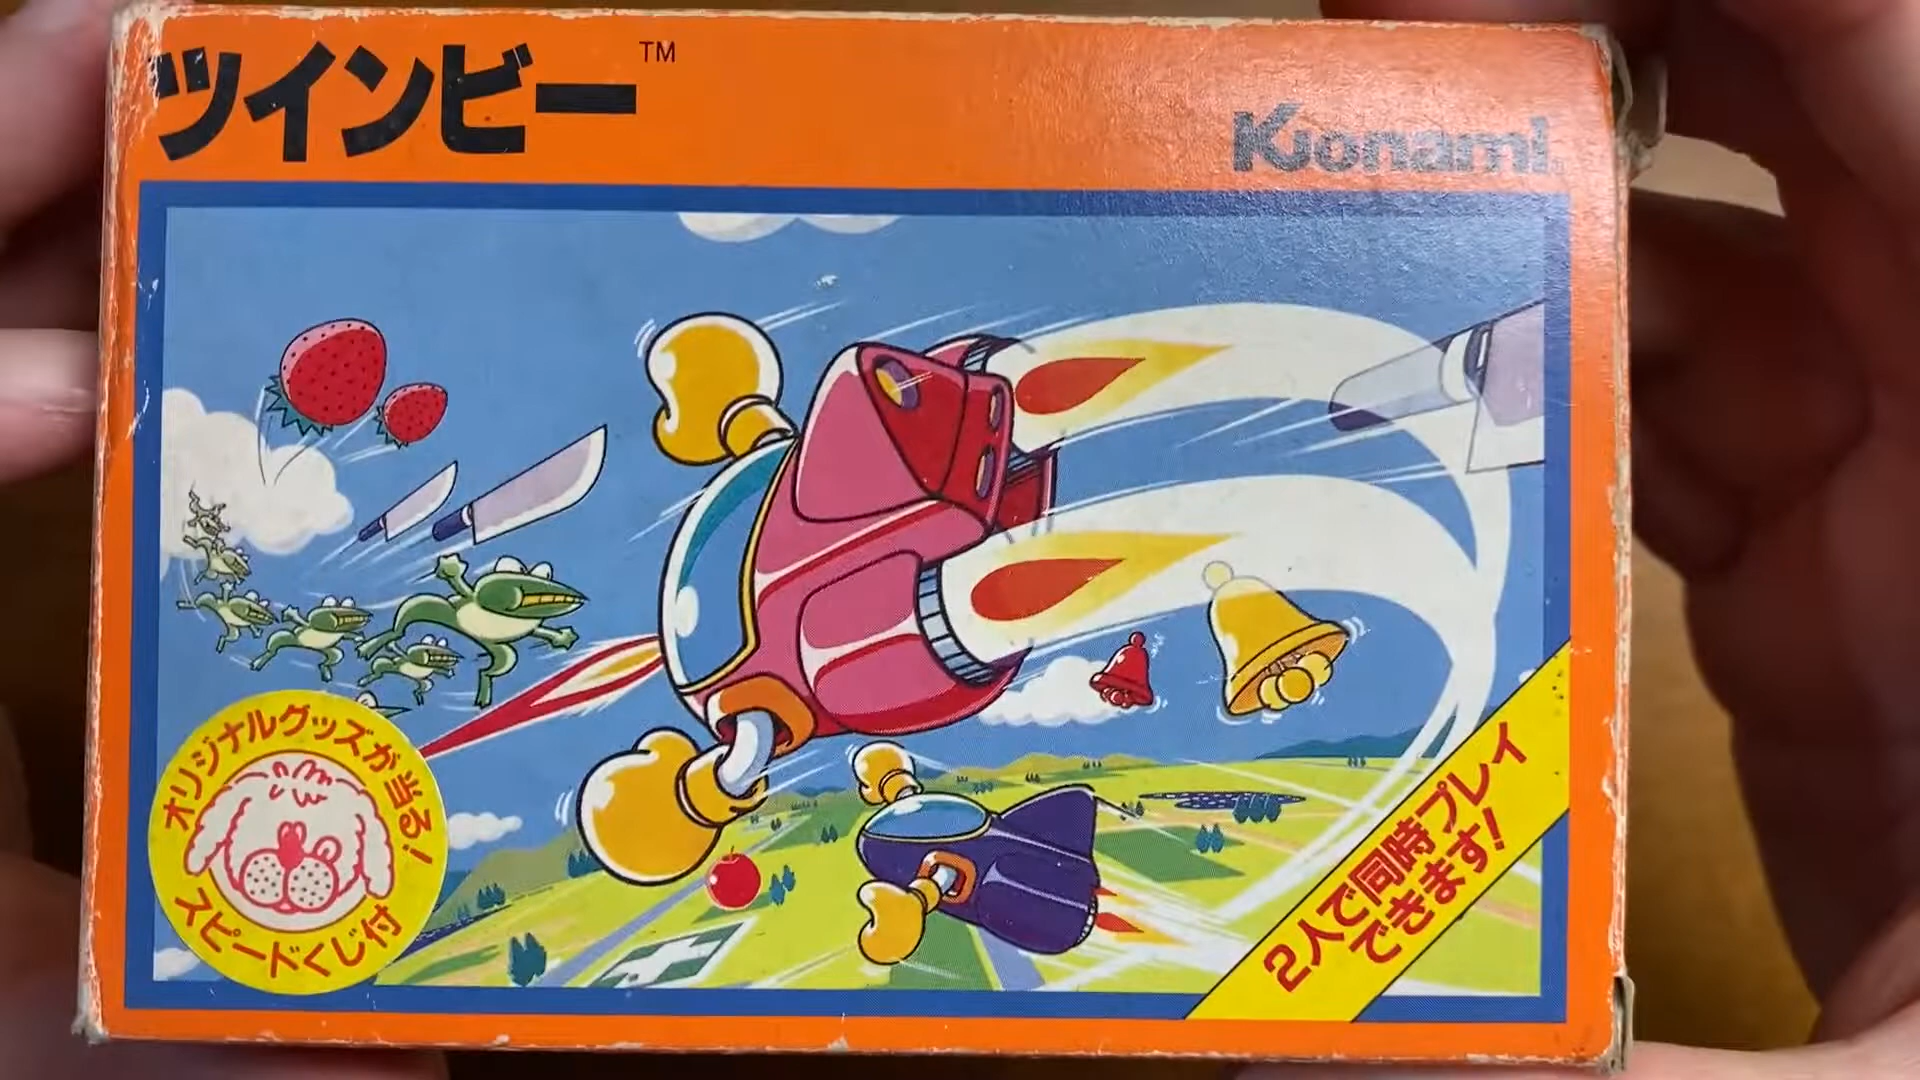 ツインビー™
Konami
オリジナルグッズが当る!
スピードくじ付
2人で同時プレイ
できます!